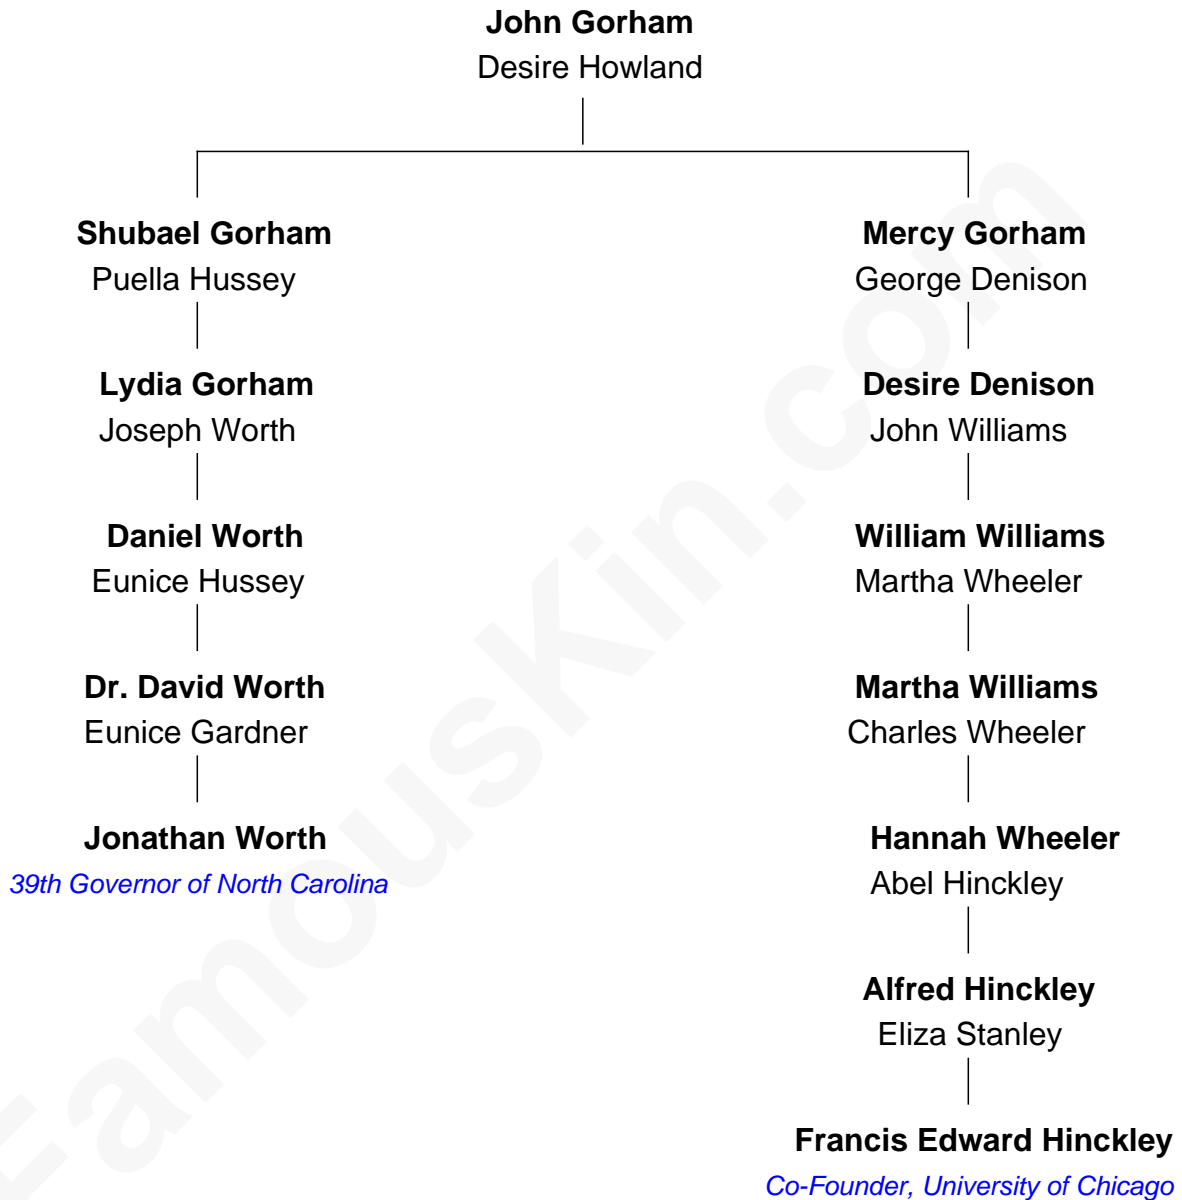 John Gorham
Desire Howland
Shubael Gorham
Puella Hussey
Mercy Gorham
George Denison
Lydia Gorham
Joseph Worth
Desire Denison
John Williams
Daniel Worth
Eunice Hussey
William Williams
Martha Wheeler
Dr. David Worth
Eunice Gardner
Martha Williams
Charles Wheeler
Jonathan Worth
39th Governor of North Carolina
Hannah Wheeler
Abel Hinckley
Alfred Hinckley
Eliza Stanley
Francis Edward Hinckley
Co-Founder, University of Chicago
FamousKin.com